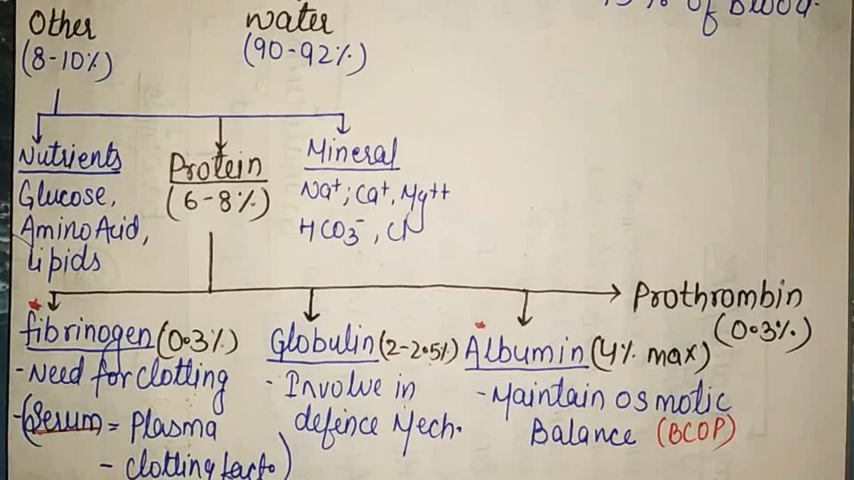 % of Blood.
Other
water
(8-10%)
(90-92%)
Nutrients
Protein
Mineral
Glucose,
(6-8%)
Na+; Ca+, Mg++
Amino Acid,
HCO3-, Cl-
Lipids
Prothrombin
(0.3%)
fibrinogen (0.3%)
Globulin (2-2.5%)
Albumin (4% max)
- Need for clotting
- Involve in
- Maintain osmotic
- (Serum = Plasma
defence Mech.
Balance (BCOP)
- clotting facto)